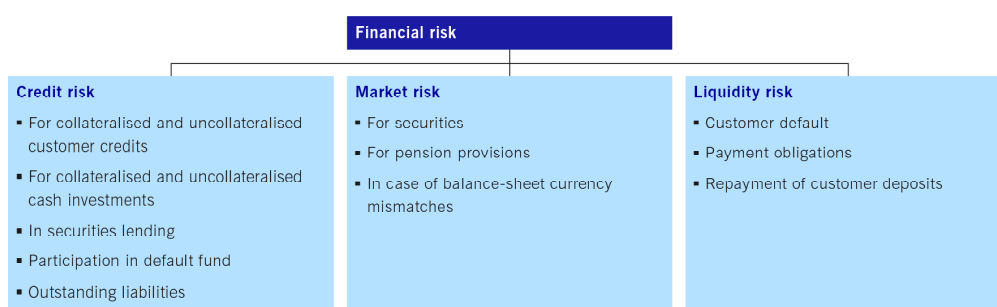 Financial risk
Credit risk
▪ For collateralised and uncollateralised
customer credits
▪ For collateralised and uncollateralised
cash investments
▪ In securities lending
▪ Participation in default fund
▪ Outstanding liabilities
Market risk
▪ For securities
▪ For pension provisions
▪ In case of balance-sheet currency
mismatches
Liquidity risk
▪ Customer default
▪ Payment obligations
▪ Repayment of customer deposits